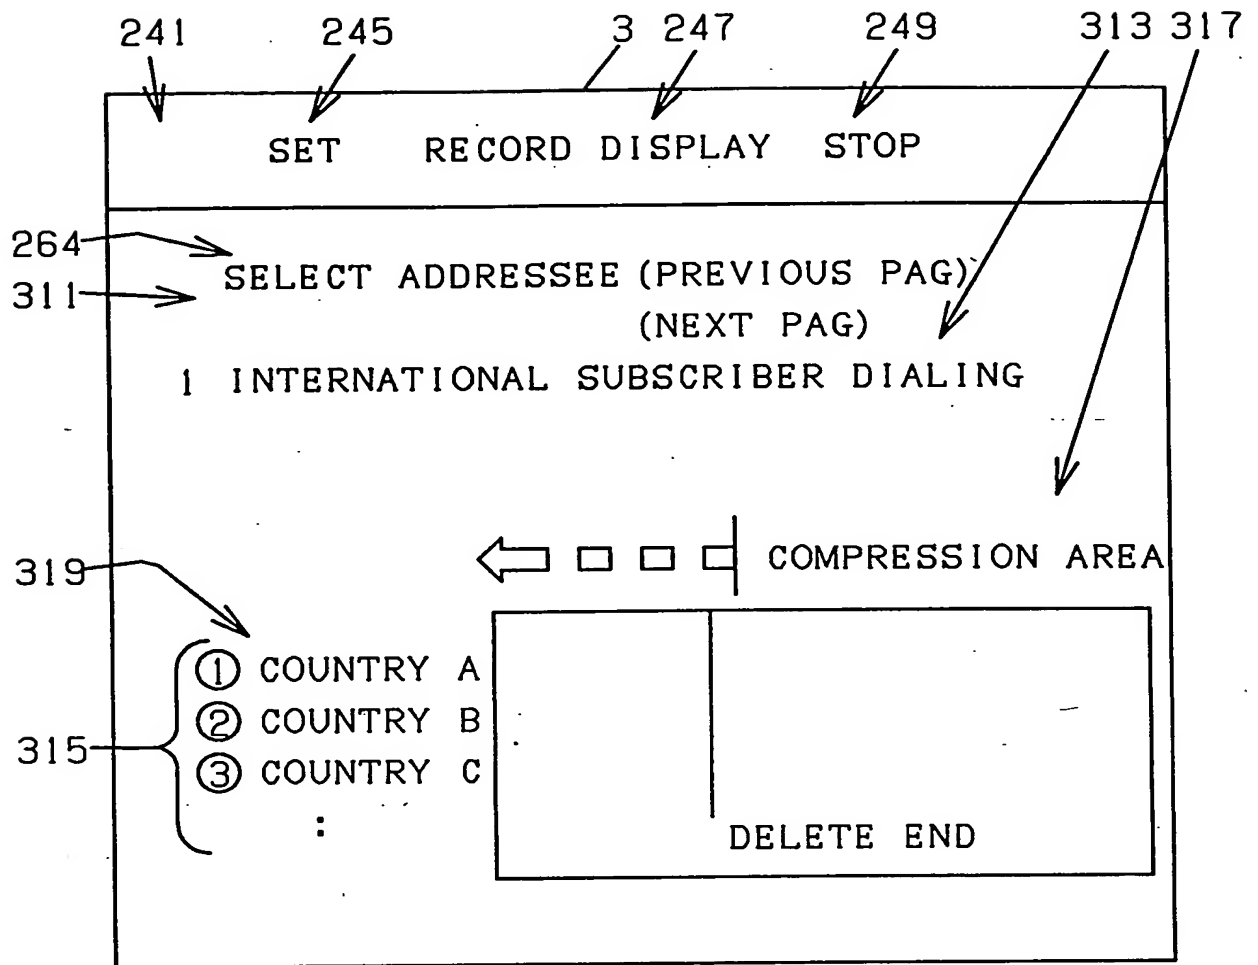 241 245 3 247 249 313 317
SET RECORD DISPLAY STOP
264
SELECT ADDRESSEE (PREVIOUS PAG)
311
(NEXT PAG)
1 INTERNATIONAL SUBSCRIBER DIALING
COMPRESSION AREA
319
① COUNTRY A
② COUNTRY B
315
③ COUNTRY C
:
DELETE END